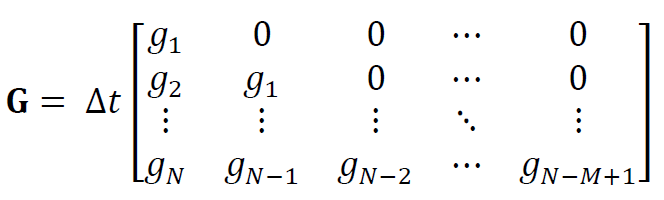 g₁ 0 0 ⋯ 0
𝐆 = Δt g₂ g₁ 0 ⋯ 0
⋮ ⋮ ⋮ ⋱ ⋮
g_N g_{N−1} g_{N−2} ⋯ g_{N−M+1}